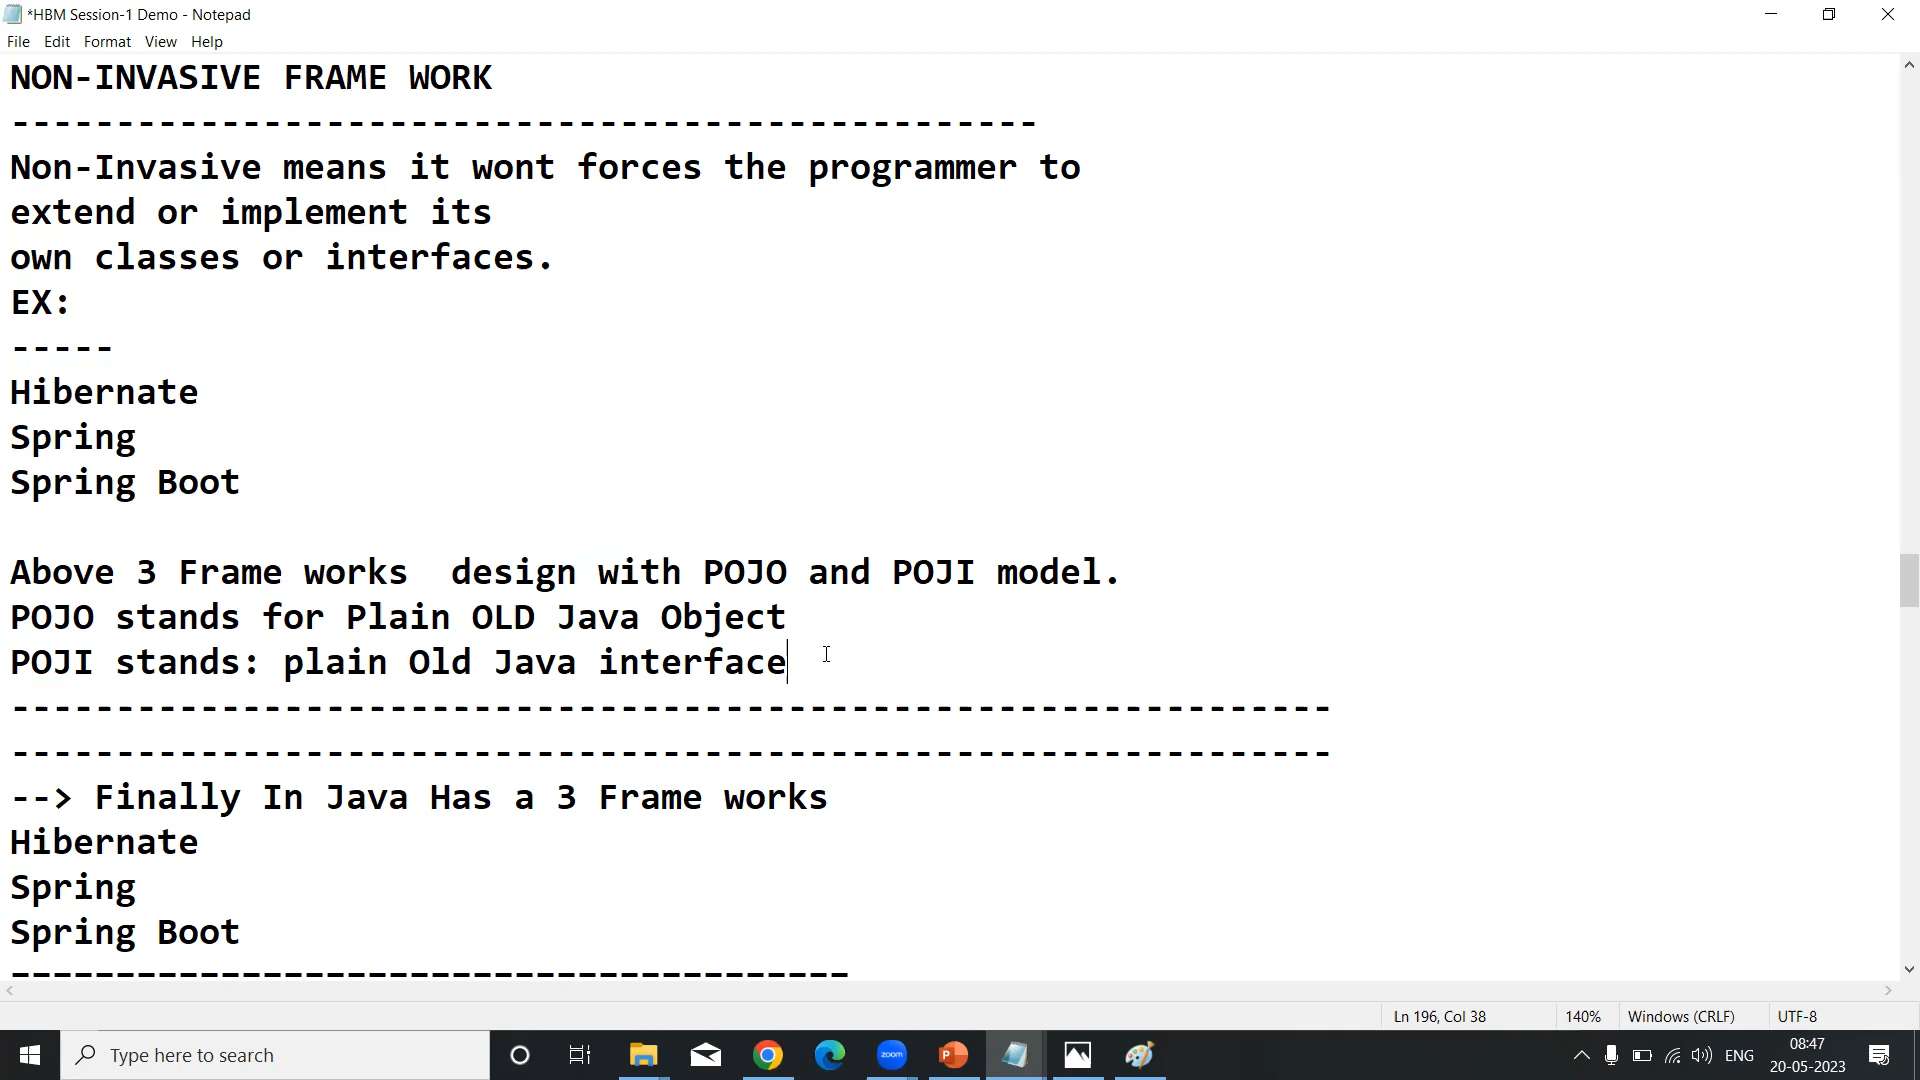 *HBM Session-1 Demo - Notepad
File Edit Format View Help
NON-INVASIVE FRAME WORK
-------------------------------------------------
Non-Invasive means it wont forces the programmer to
extend or implement its
own classes or interfaces.
EX:
-----
Hibernate
Spring
Spring Boot
Above 3 Frame works  design with POJO and POJI model.
POJO stands for Plain OLD Java Object
POJI stands: plain Old Java interface
---------------------------------------------------------------
---------------------------------------------------------------
--> Finally In Java Has a 3 Frame works
Hibernate
Spring
Spring Boot
----------------------------------------
Ln 196, Col 38 140% Windows (CRLF) UTF-8
Type here to search zoom P ENG 08:47
20-05-2023